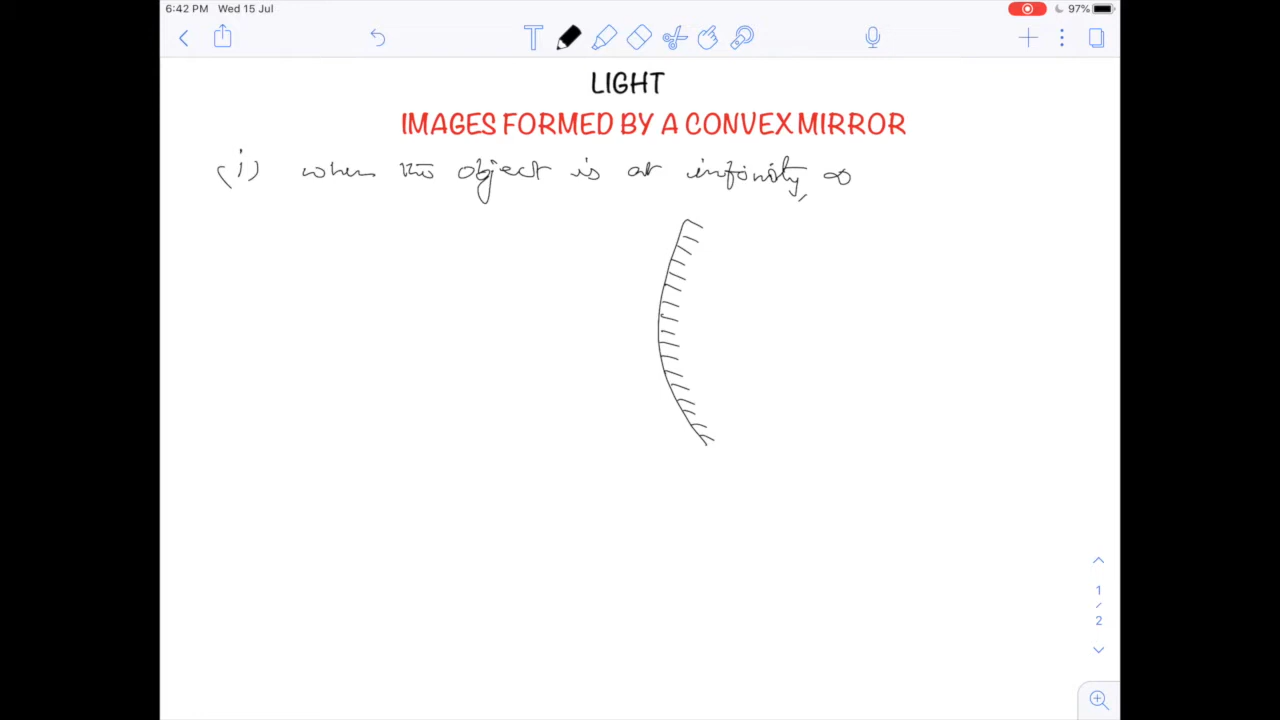 6:42 PM Wed 15 Jul 97%
LIGHT
IMAGES FORMED BY A CONVEX MIRROR
(i) when the object is at infinity, ∞
1
/
2